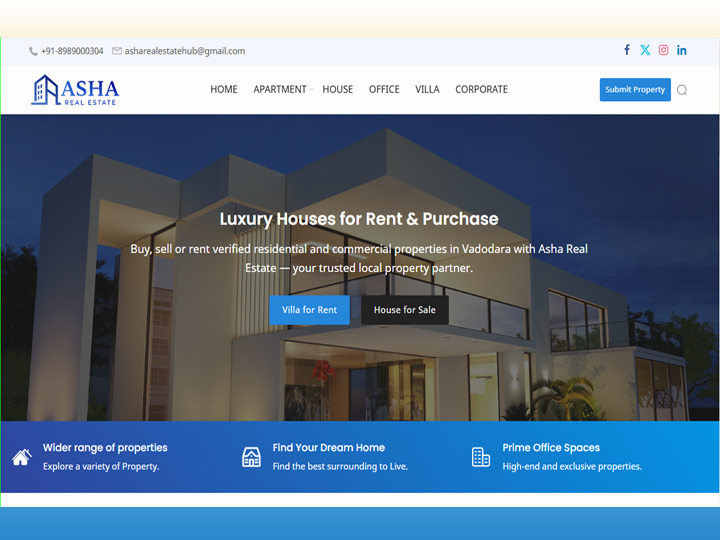 +91-8989000304 asharealestatehub@gmail.com
ASHA
REAL ESTATE
HOME APARTMENT HOUSE OFFICE VILLA CORPORATE
Submit Property
Luxury Houses for Rent & Purchase
Buy, sell or rent verified residential and commercial properties in Vadodara with Asha Real
Estate — your trusted local property partner.
Villa for Rent House for Sale
Wider range of properties
Explore a variety of Property.
Find Your Dream Home
Find the best surrounding to Live.
Prime Office Spaces
High-end and exclusive properties.